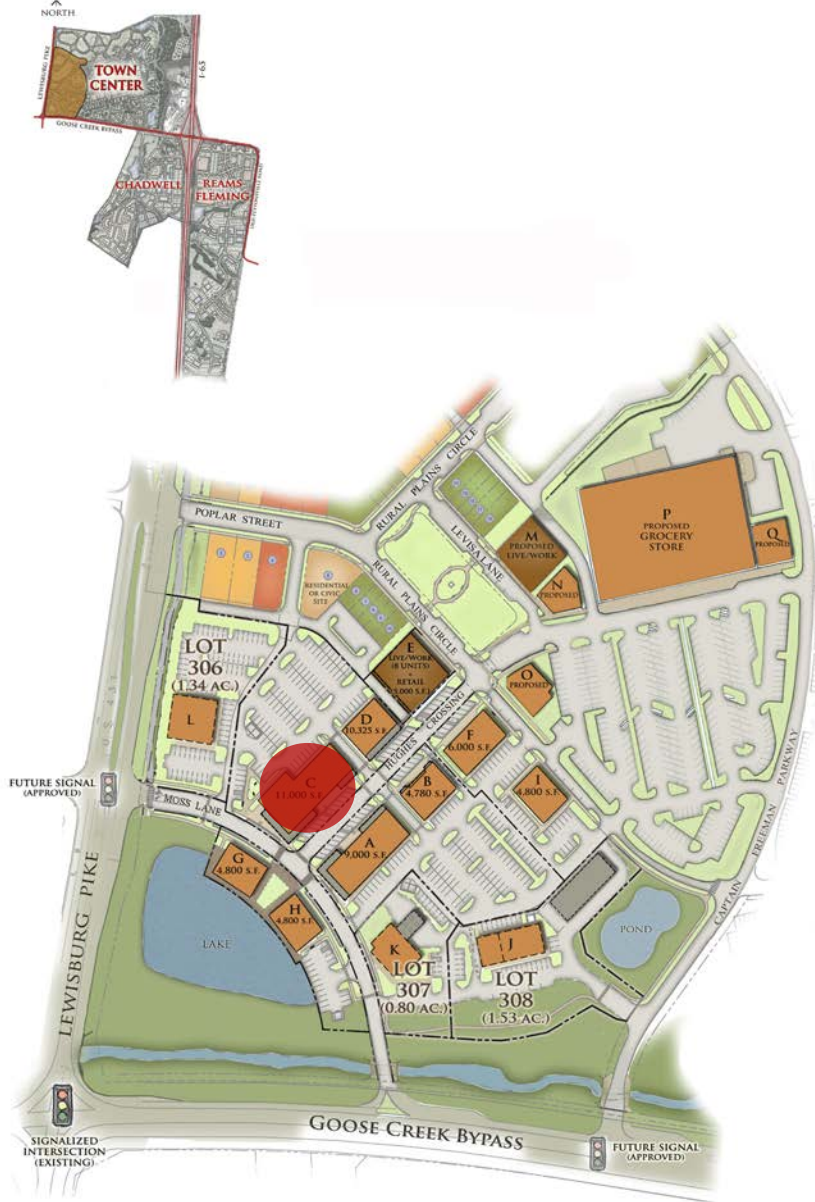 NORTH
LEWISBURG PIKE
TOWN
CENTER
I-65
GOOSE CREEK BYPASS
CHADWELL
REAMS
FLEMING
RURAL PLAINS CIRCLE
POPLAR STREET
LEVISA LANE
M
PROPOSED
LIVE/WORK
P
PROPOSED
GROCERY
STORE
Q
PROPOSED
N
PROPOSED
RESIDENTIAL
OR CIVIC
SITE
RURAL PLAINS CIRCLE
E
LIVE/WORK
(8 UNITS)
+
RETAIL
LOT
306
(1.34 AC.)
L
O
PROPOSED
D
10,325 S.F.
HUGHES CROSSING
F
6,000 S.F.
C
11,000 S.F.
B
4,780 S.F.
I
4,800 S.F.
FUTURE SIGNAL
(APPROVED)
MOSS LANE
A
9,000 S.F.
G
4,800 S.F.
H
4,800 S.F.
CAPTAIN FREEMAN PARKWAY
LEWISBURG PIKE
LAKE
K
LOT
307
(0.80 AC.)
J
LOT
308
(1.53 AC.)
POND
GOOSE CREEK BYPASS
SIGNALIZED
INTERSECTION
(EXISTING)
FUTURE SIGNAL
(APPROVED)